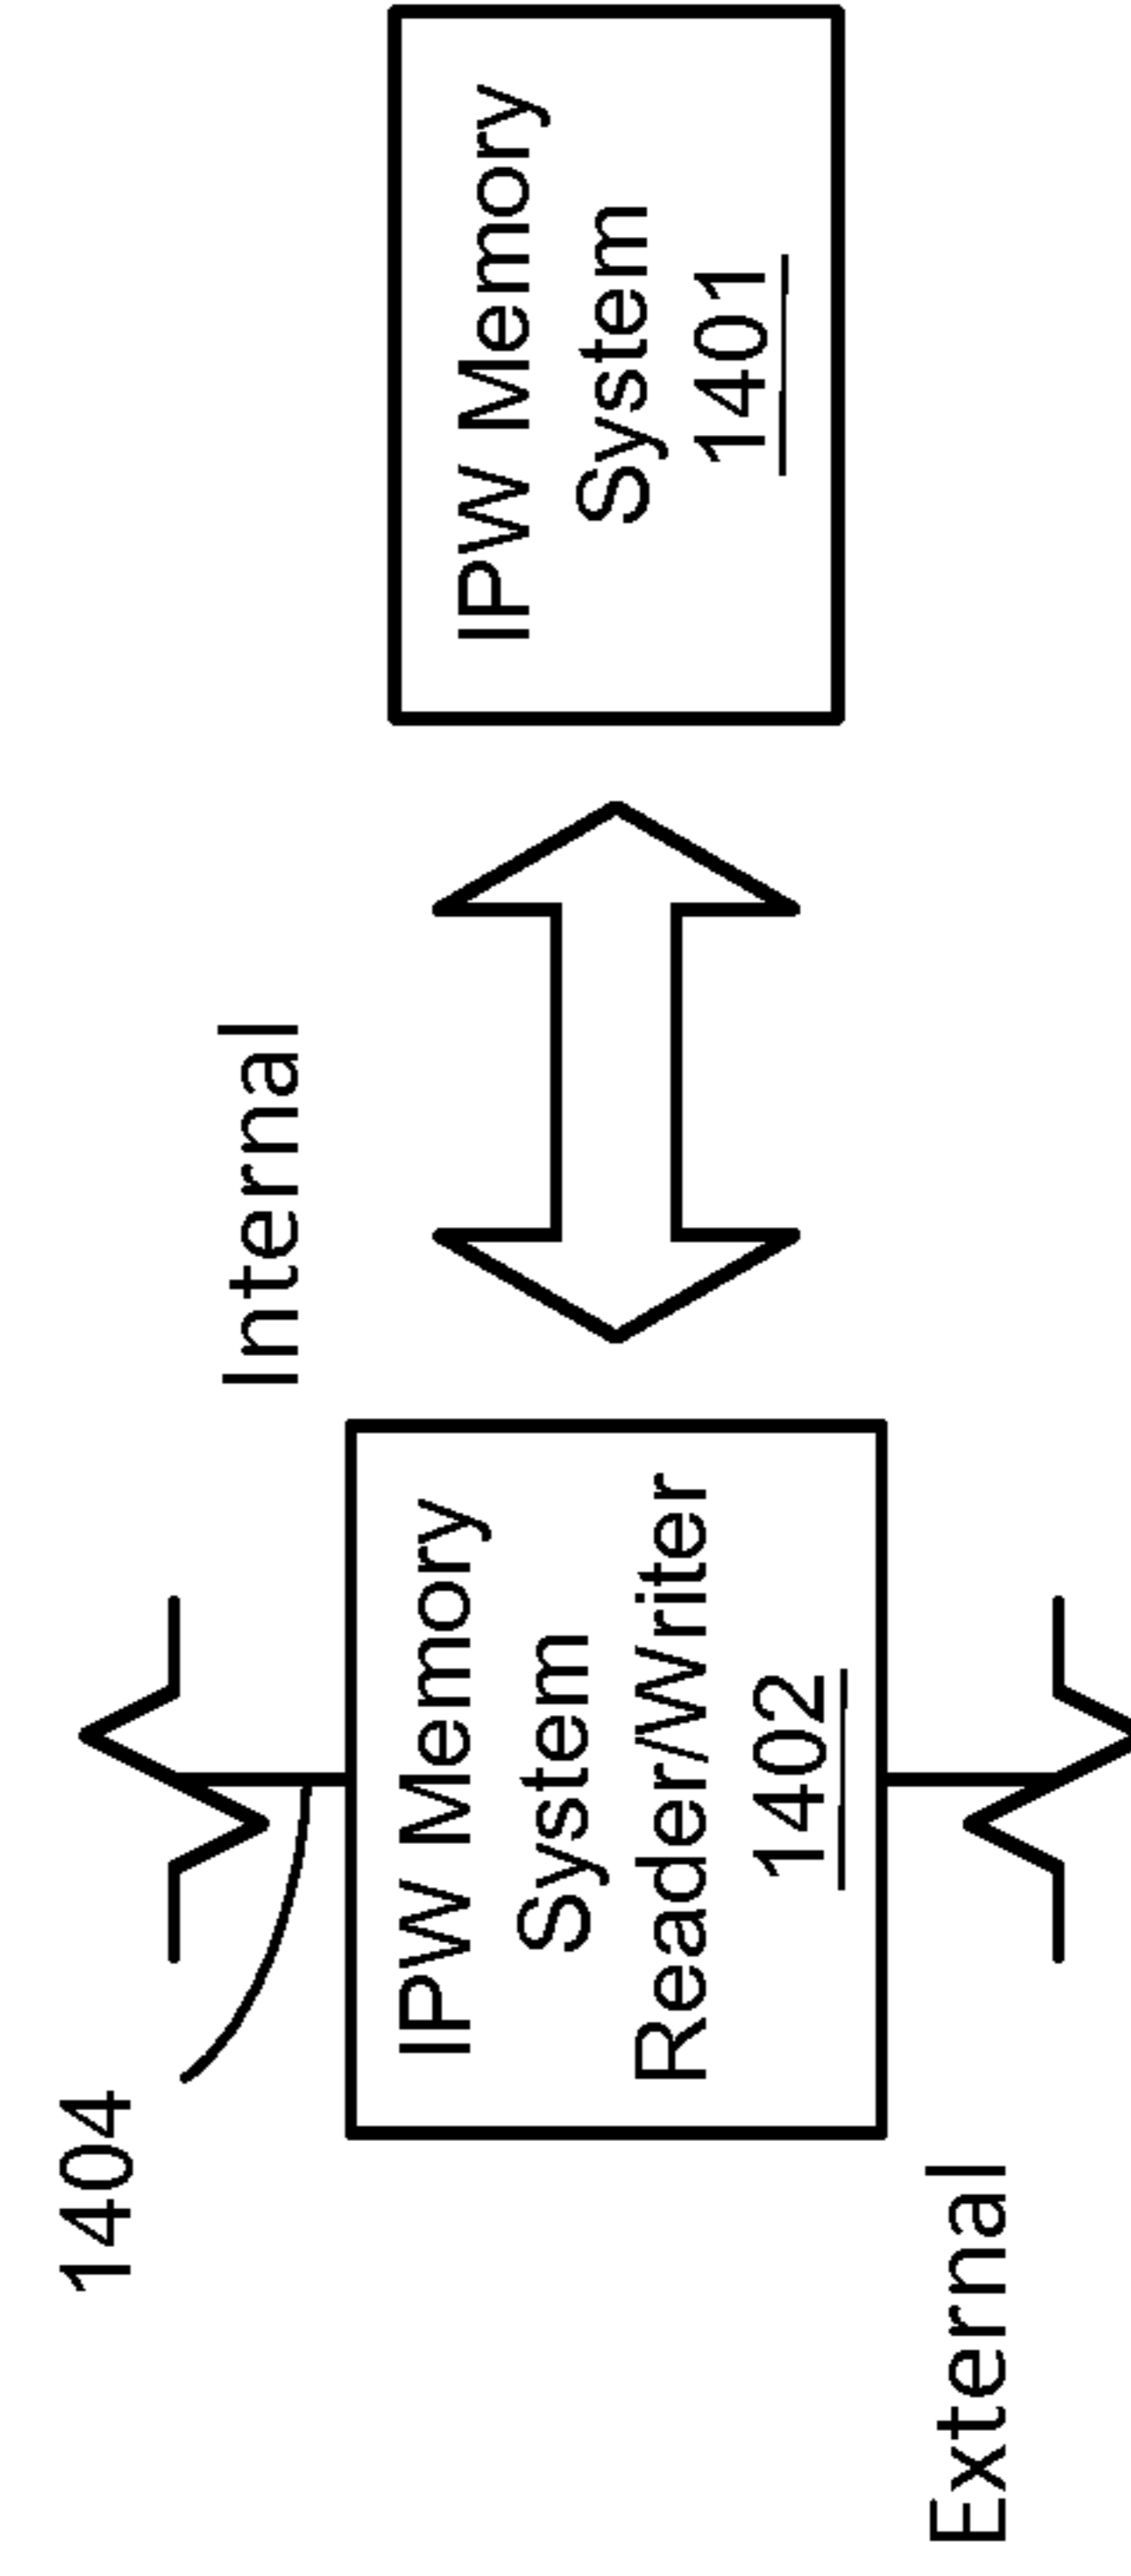 1404
Internal
IPW Memory
System
Reader/Writer
1402
IPW Memory
System
1401
External